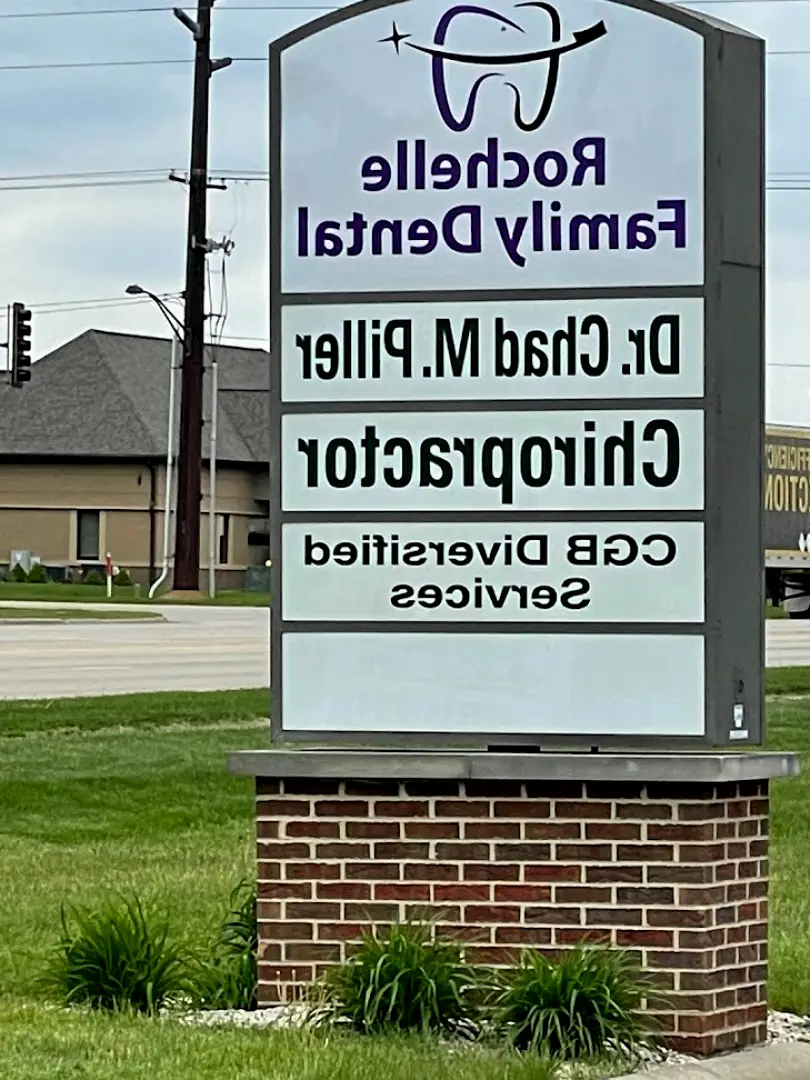 Rochelle
Family Dental
Dr. Chad M. Piller
Chiropractor
CGB Diversified
Services